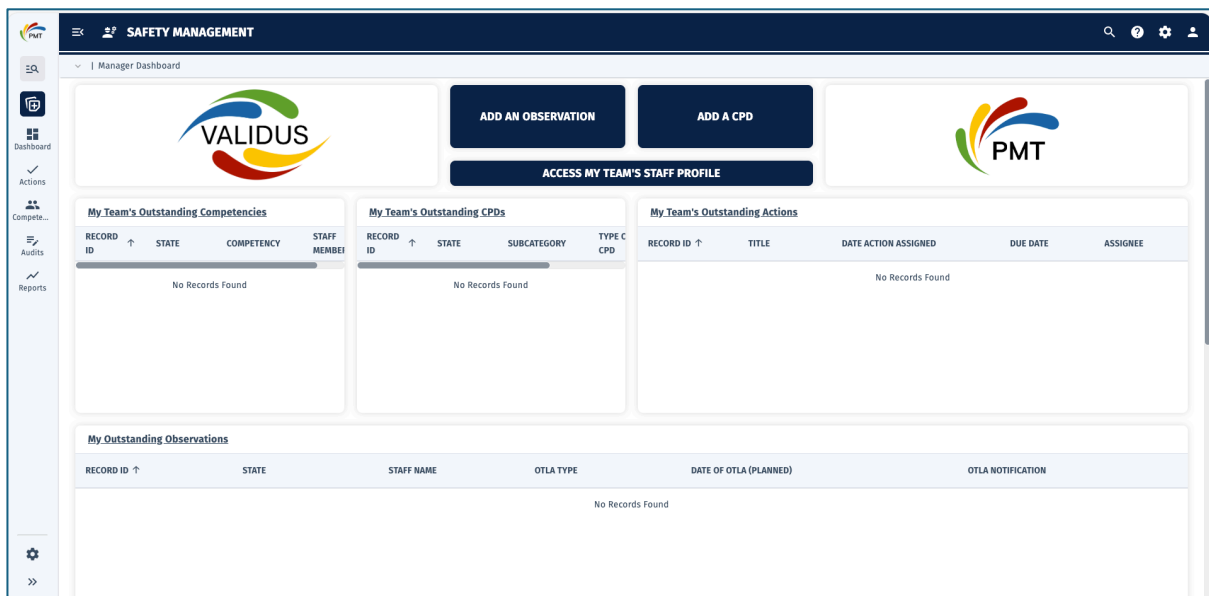 PMT
SAFETY MANAGEMENT
| Manager Dashboard
Dashboard
Actions
Compete...
Audits
Reports
VALIDUS
ADD AN OBSERVATION
ADD A CPD
ACCESS MY TEAM'S STAFF PROFILE
PMT
My Team's Outstanding Competencies
RECORD ID ↑ STATE COMPETENCY STAFF MEMBER
No Records Found
My Team's Outstanding CPDs
RECORD ID ↑ STATE SUBCATEGORY TYPE O CPD
No Records Found
My Team's Outstanding Actions
RECORD ID ↑ TITLE DATE ACTION ASSIGNED DUE DATE ASSIGNEE
No Records Found
My Outstanding Observations
RECORD ID ↑ STATE STAFF NAME OTLA TYPE DATE OF OTLA (PLANNED) OTLA NOTIFICATION
No Records Found